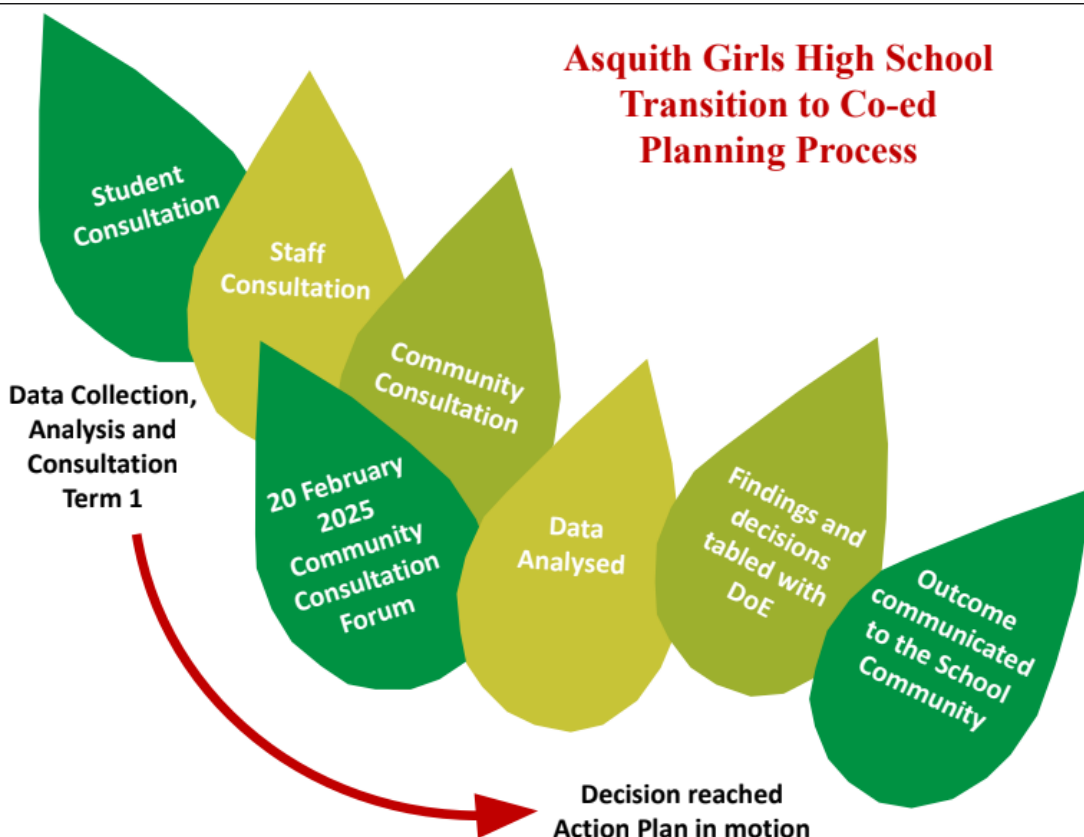 Asquith Girls High School
Transition to Co-ed
Planning Process
Student
Consultation
Staff
Consultation
Community
Consultation
Data Collection,
Analysis and
Consultation
Term 1
20 February
2025
Community
Consultation
Forum
Data
Analysed
Findings and
decisions
tabled with
DoE
Outcome
communicated
to the School
Community
Decision reached
Action Plan in motion